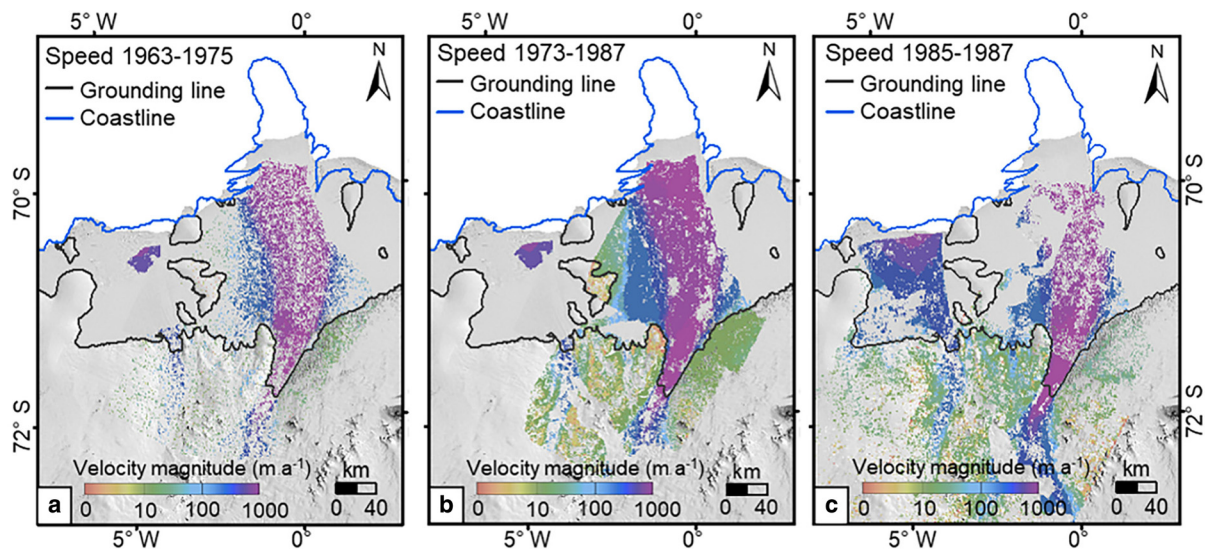 5 °W 0° 5 °W 0° 5 °W 0°
Speed 1963-1975
Grounding line
Coastline
N
Speed 1973-1987
Grounding line
Coastline
N
Speed 1985-1987
Grounding line
Coastline
N
70° S
70° S
72° S
72° S
Velocity magnitude (m a-1)
0 10 100 1000
km
0 40
a
Velocity magnitude (m a-1)
0 10 100 1000
km
0 40
b
Velocity magnitude (m a-1)
0 10 100 1000
km
0 40
c
5 °W 0° 5 °W 0° 5 °W 0°